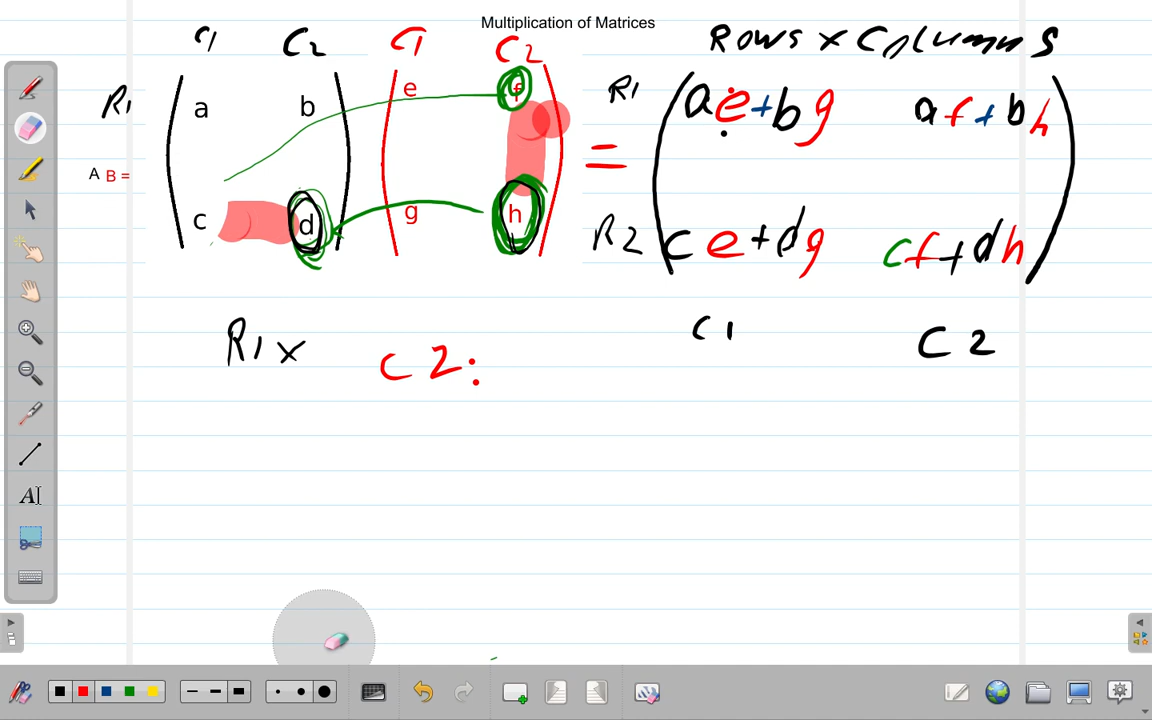 Multiplication of Matrices
C1 C2 C1 C2 Rows x Columns
R1 a b e f R1 ae+bg af+bh
A B = =
c d g h R2 ce+dg cf+dh
R1 x C2: C1 C2